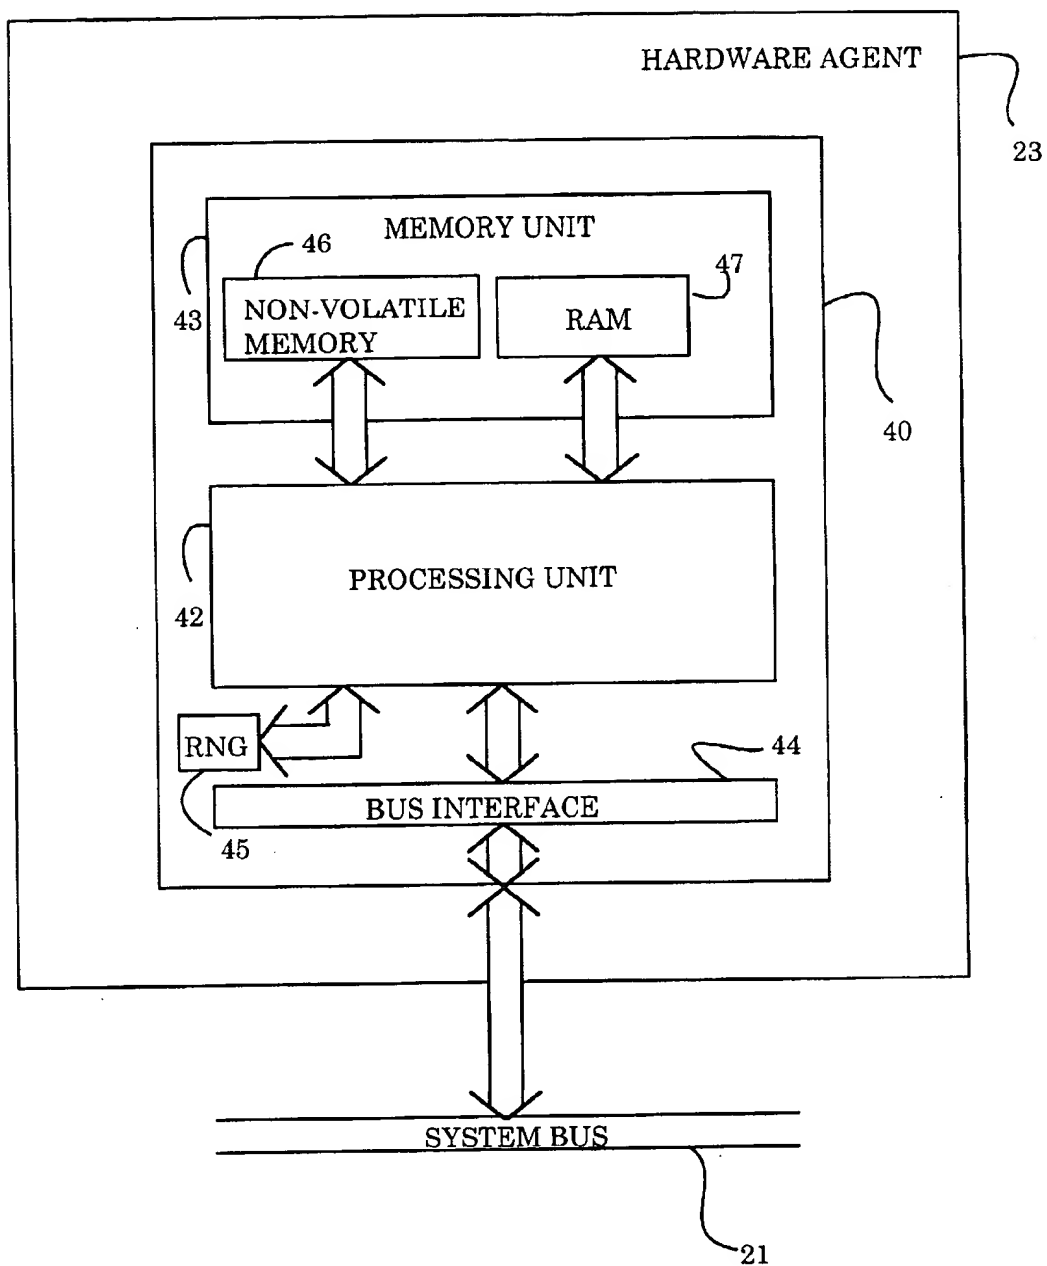 HARDWARE AGENT
23
MEMORY UNIT
46
47
43
NON-VOLATILE
MEMORY
RAM
40
PROCESSING UNIT
42
RNG
44
BUS INTERFACE
45
SYSTEM BUS
21